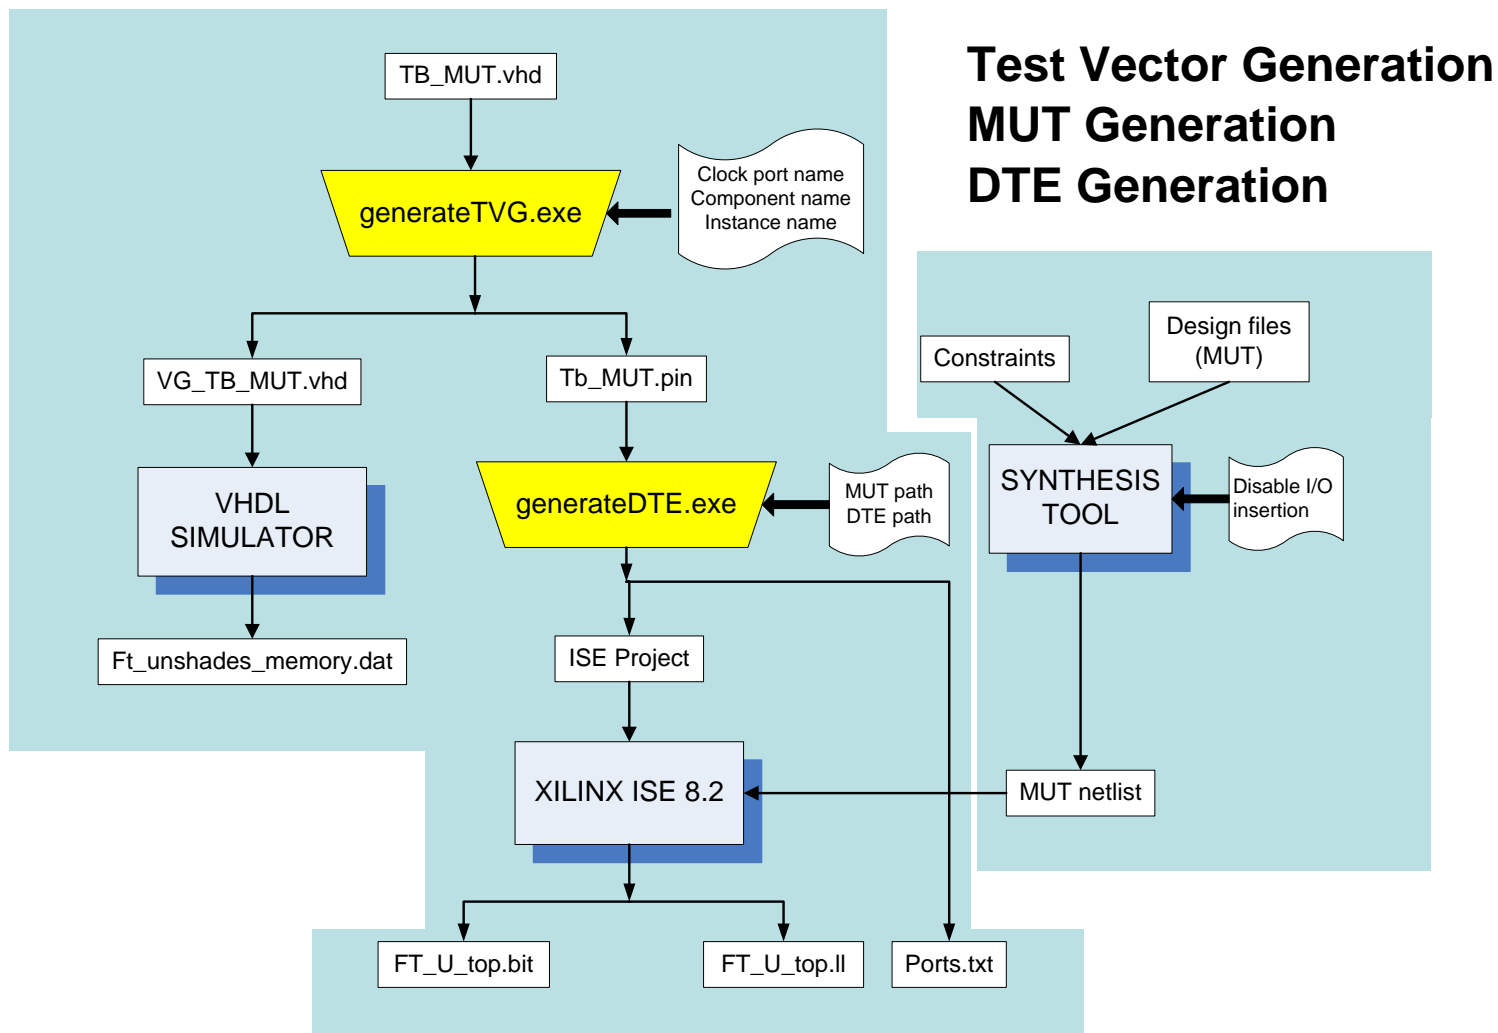 Test Vector Generation
MUT Generation
DTE Generation
TB_MUT.vhd
generateTVG.exe
Clock port name
Component name
Instance name
VG_TB_MUT.vhd
Tb_MUT.pin
Constraints
Design files
(MUT)
VHDL
SIMULATOR
generateDTE.exe
MUT path
DTE path
SYNTHESIS
TOOL
Disable I/O
insertion
Ft_unshades_memory.dat
ISE Project
XILINX ISE 8.2
MUT netlist
FT_U_top.bit
FT_U_top.ll
Ports.txt